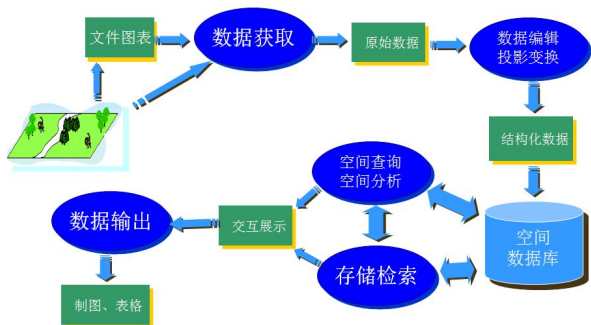 文件图表
数据获取
原始数据
数据编辑
投影变换
结构化数据
空间
数据库
空间查询
空间分析
存储检索
交互展示
数据输出
制图、表格